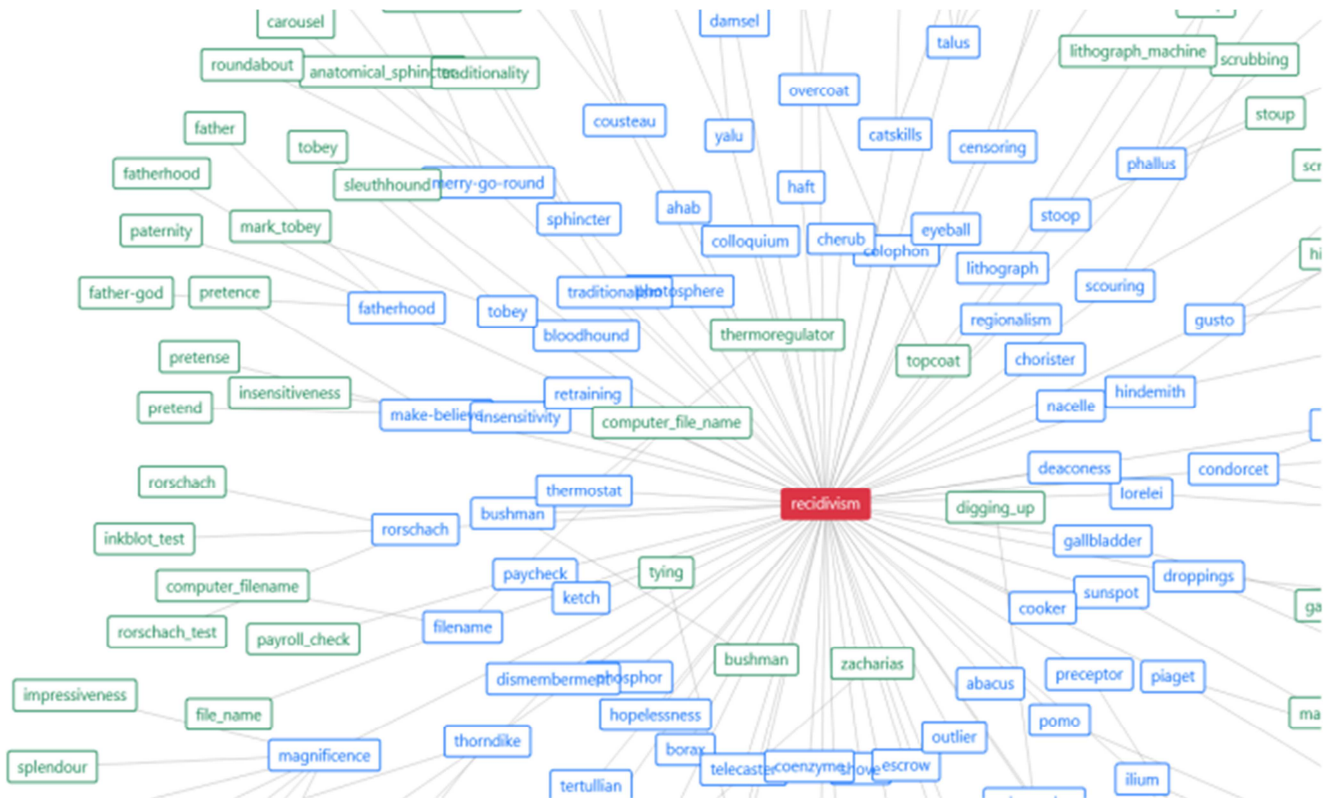 carousel
damsel
talus
roundabout
anatomical_sphincter
traditionality
lithograph_machine
scrubbing
overcoat
stoup
father
cousteau
yalu
catskills
censoring
tobey
phallus
fatherhood
sleuthhound
merry-go-round
haft
paternity
mark_tobey
sphincter
ahab
colloquium
cherub
colophon
eyeball
stoop
lithograph
scouring
father-god
pretence
fatherhood
tobey
traditionalism
photosphere
bloodhound
thermoregulator
regionalism
gusto
pretense
topcoat
chorister
insensitiveness
retraining
hindemith
pretend
make-believe
insensitivity
computer_file_name
nacelle
rorschach
thermostat
recidivism
deaconess
condorcet
lorelei
digging_up
inkblot_test
rorschach
bushman
gallbladder
computer_filename
paycheck
tying
droppings
ketch
sunspot
cooker
rorschach_test
payroll_check
filename
bushman
zacharias
impressiveness
dismemberment
phosphor
abacus
preceptor
piaget
file_name
hopelessness
pomo
magnificence
thorndike
borax
outlier
splendour
telecaster
coenzyme
shove
escrow
tertullian
ilium